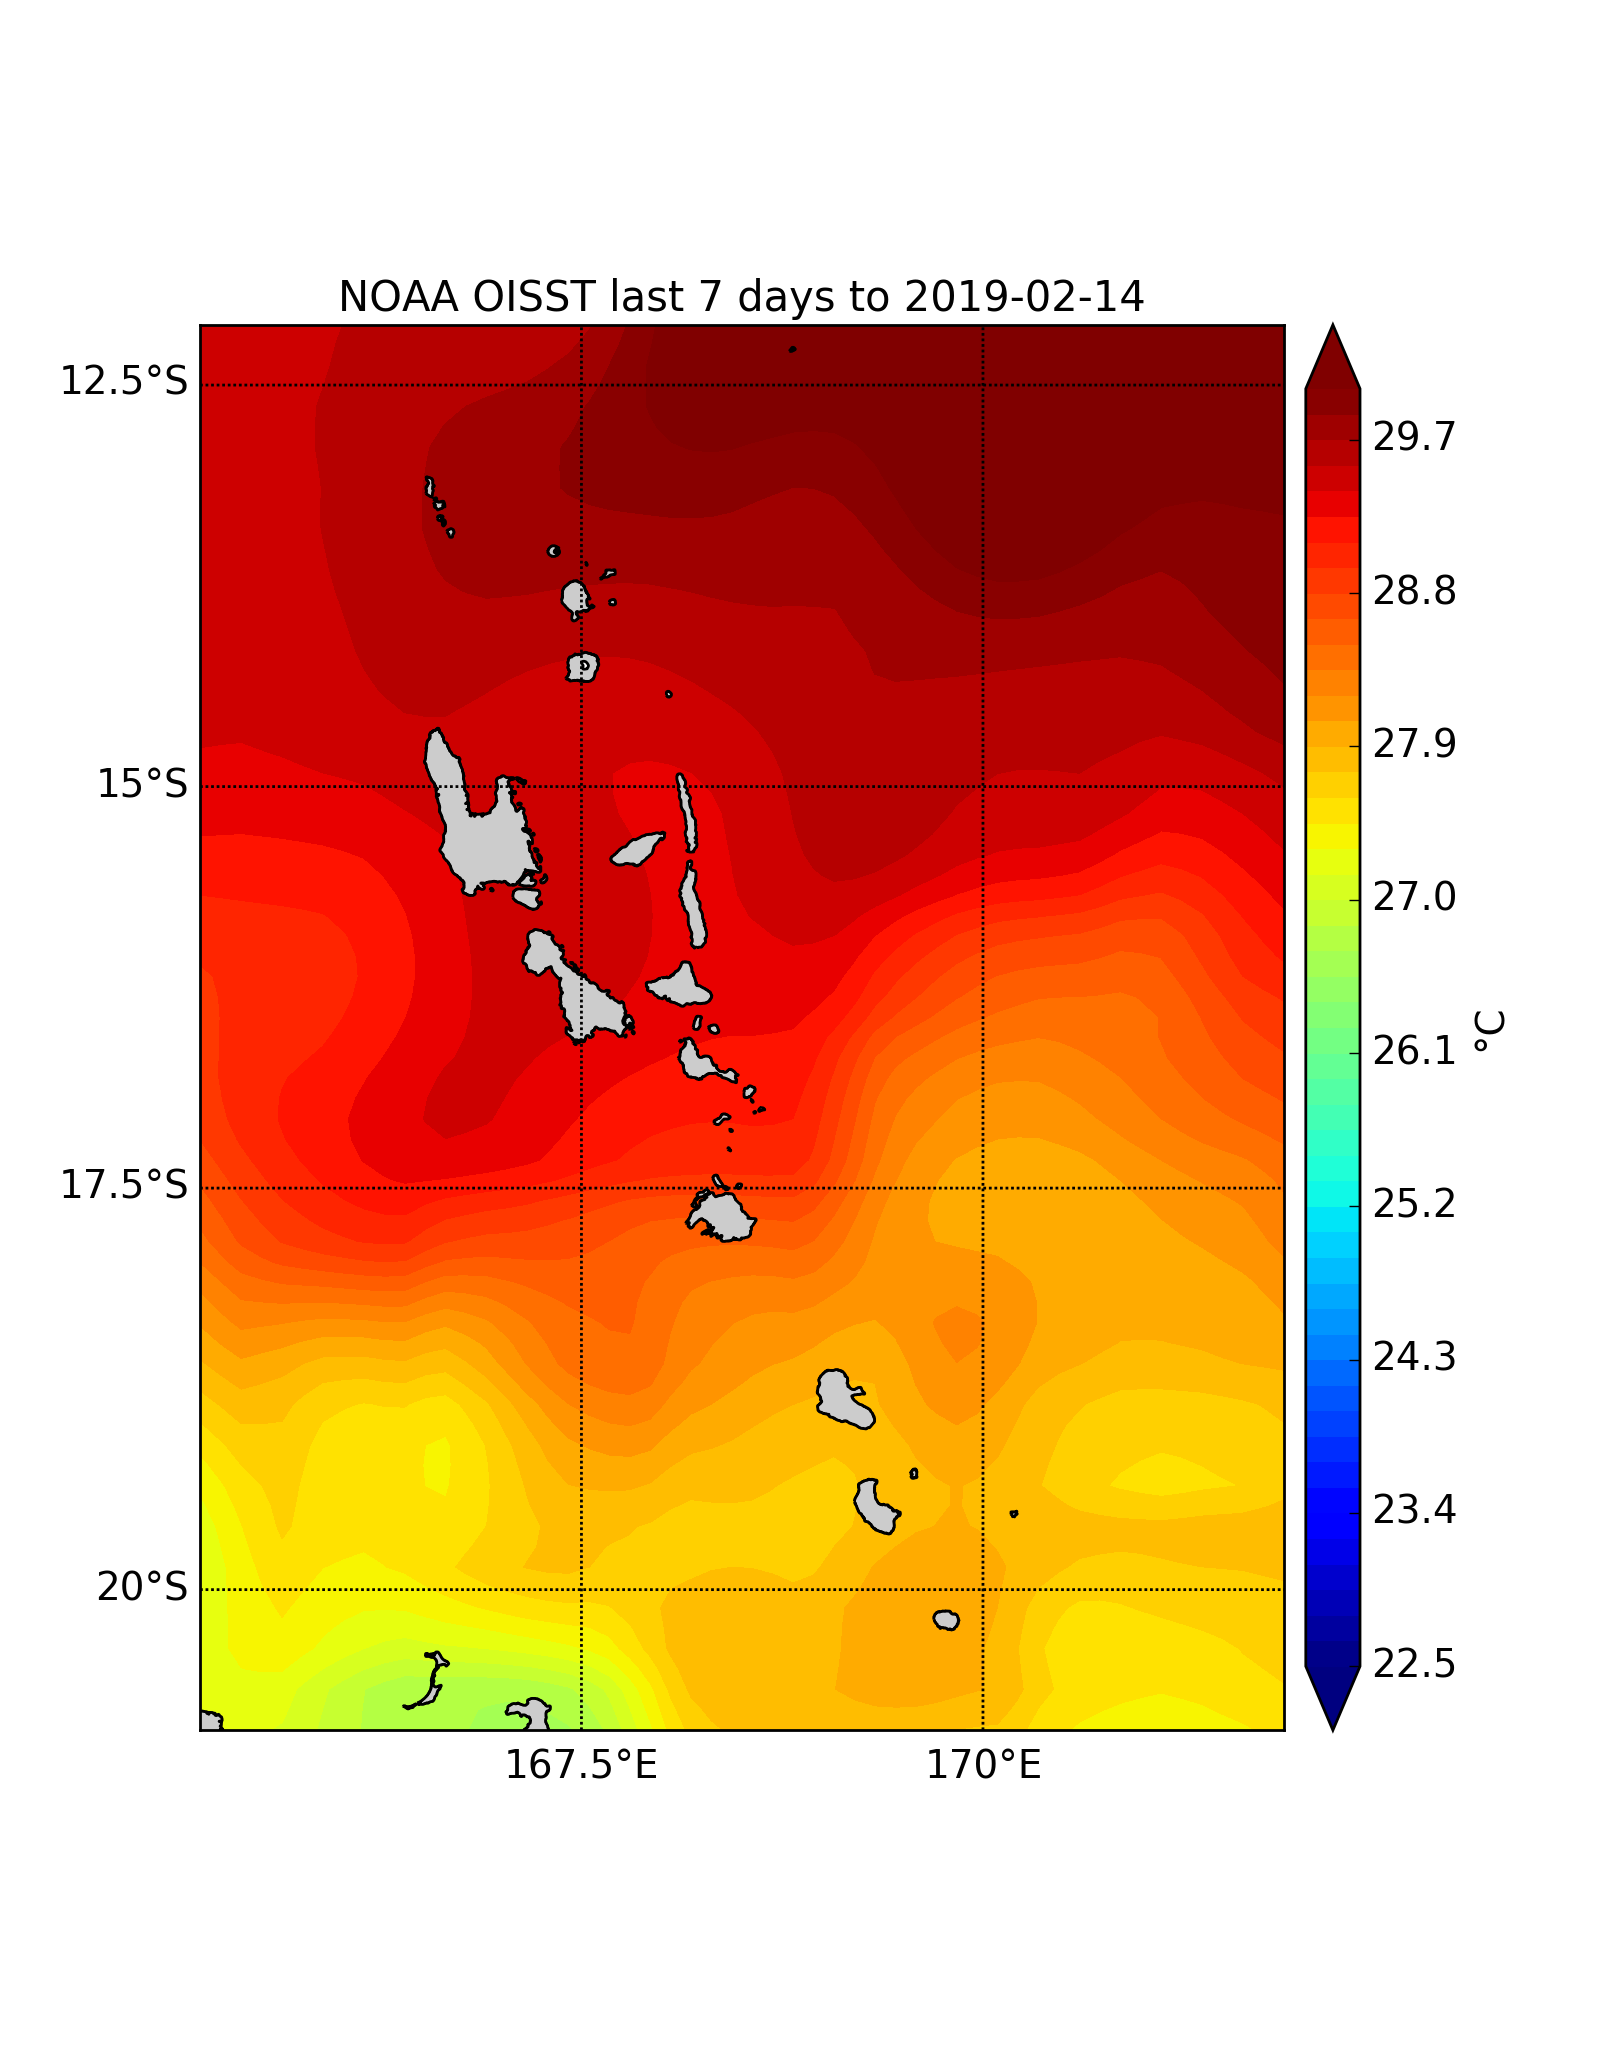 NOAA OISST last 7 days to 2019-02-14
12.5°S
15°S
17.5°S
20°S
167.5°E
170°E
29.7
28.8
27.9
27.0
26.1
25.2
24.3
23.4
22.5
°C